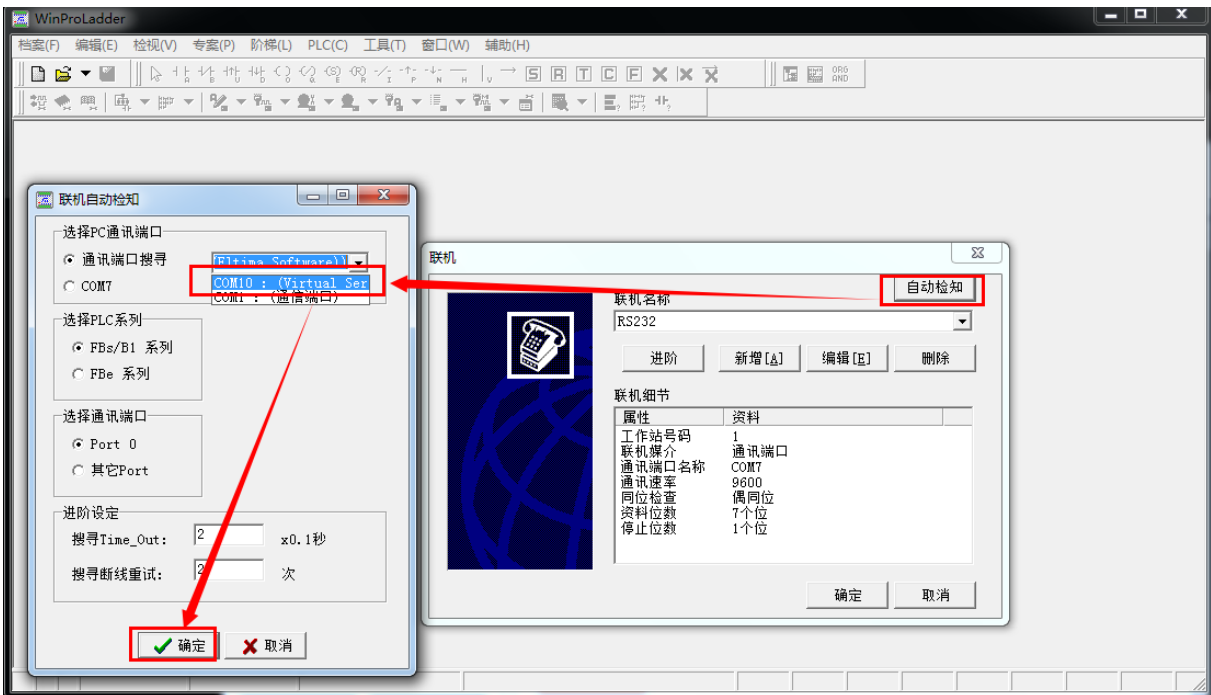 WinProLadder
档案(F) 编辑(E) 检视(V) 专案(P) 阶梯(L) PLC(C) 工具(T) 窗口(W) 辅助(H)
S R T C F
ORG
AND
联机自动检知
选择PC通讯端口
通讯端口搜寻
(Eltima Software))
COM7
COM10 : (Virtual Ser
COM1 : (通信端口)
选择PLC系列
FBs/B1 系列
FBe 系列
选择通讯端口
Port 0
其它Port
进阶设定
搜寻Time_Out: 2 x0.1秒
搜寻断线重试: 2 次
确定 取消
联机
自动检知
联机名称
RS232
进阶 新增[A] 编辑[E] 删除
联机细节
属性 资料
工作站号码 1
联机媒介 通讯端口
通讯端口名称 COM7
通讯速率 9600
同位检查 偶同位
资料位数 7个位
停止位数 1个位
确定 取消